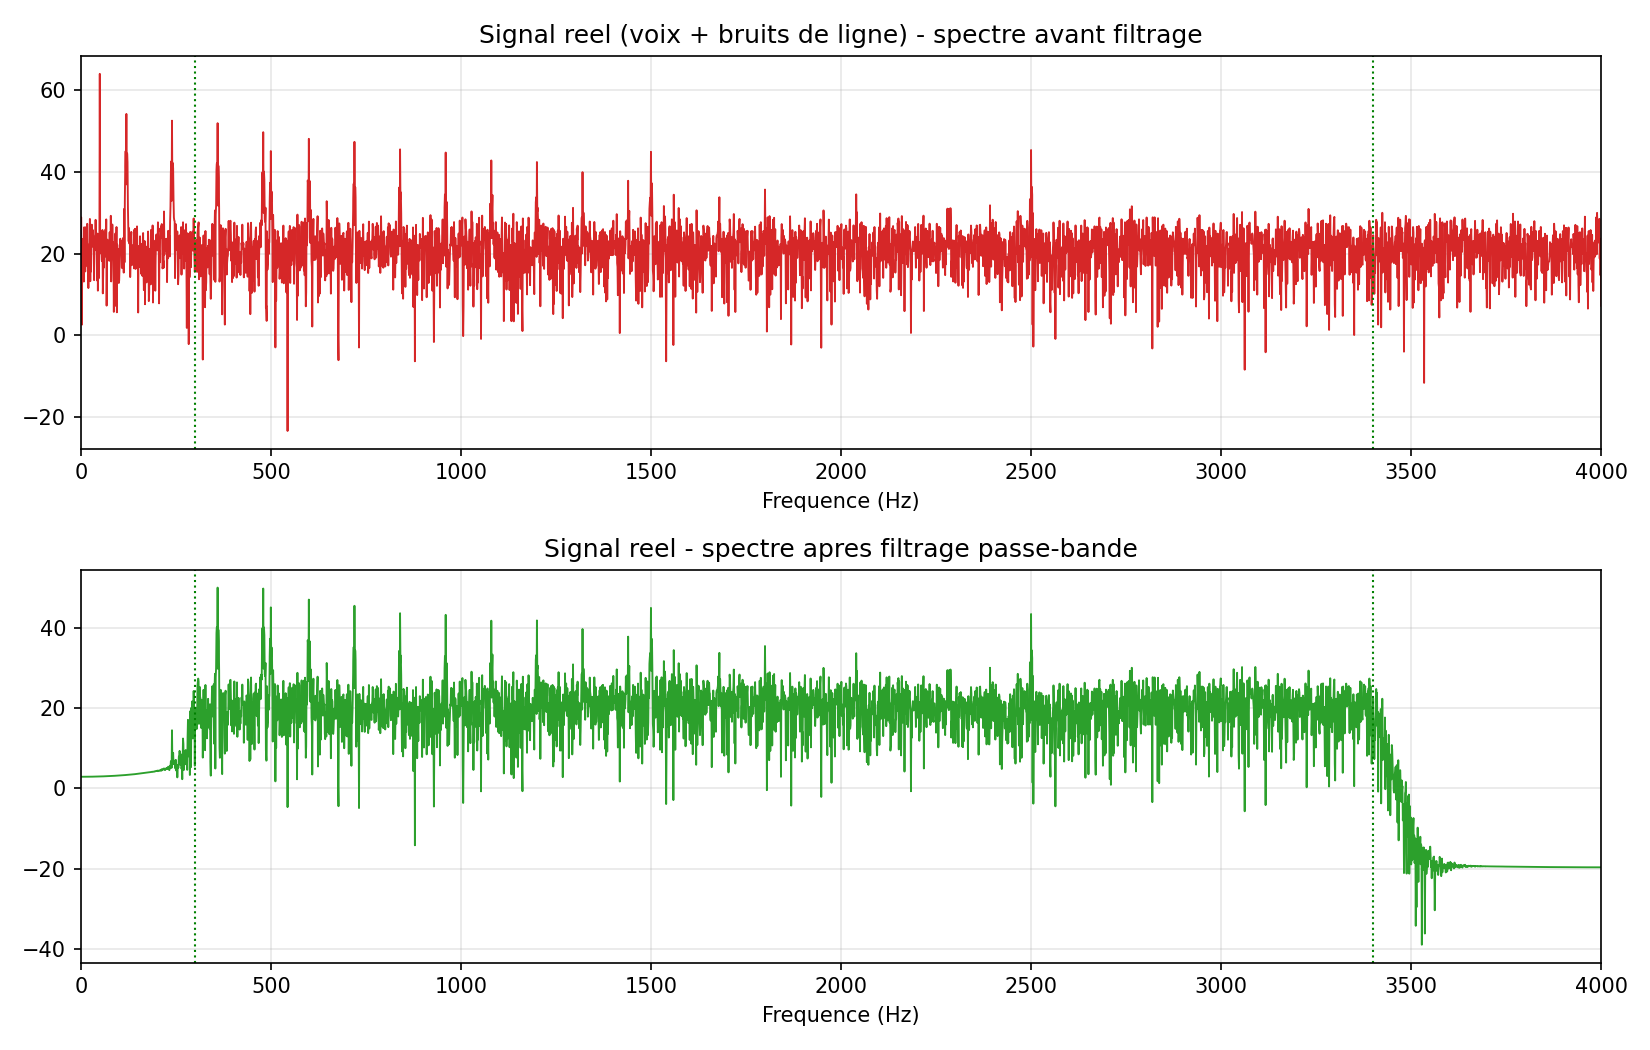 Signal reel (voix + bruits de ligne) - spectre avant filtrage
60
40
20
0
−20
0 500 1000 1500 2000 2500 3000 3500 4000
Frequence (Hz)
Signal reel - spectre apres filtrage passe-bande
40
20
0
−20
−40
0 500 1000 1500 2000 2500 3000 3500 4000
Frequence (Hz)